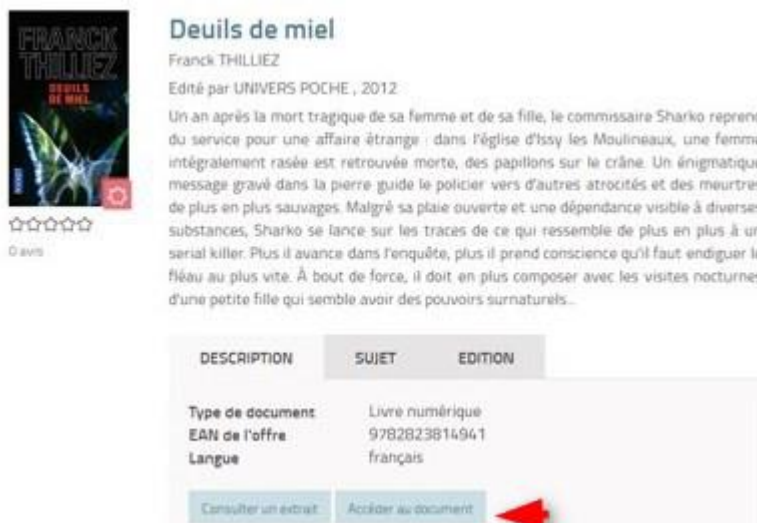 FRANCK
THILLIEZ
DEUILS
DE MIEL
POCKET
0 avis
Deuils de miel
Franck THILLIEZ
Edité par UNIVERS POCHE , 2012
Un an après la mort tragique de sa femme et de sa fille, le commissaire Sharko reprend
du service pour une affaire étrange : dans l'église d'Issy les Moulineaux, une femme
intégralement rasée est retrouvée morte, des papillons sur le crâne. Un énigmatique
message gravé dans la pierre guide le policier vers d'autres atrocités et des meurtres
de plus en plus sauvages. Malgré sa plaie ouverte et une dépendance visible à diverses
substances, Sharko se lance sur les traces de ce qui ressemble de plus en plus à un
serial killer. Plus il avance dans l'enquête, plus il prend conscience qu'il faut endiguer le
fléau au plus vite. À bout de force, il doit en plus composer avec les visites nocturnes
d'une petite fille qui semble avoir des pouvoirs surnaturels...
DESCRIPTION SUJET EDITION
Type de document Livre numérique
EAN de l'offre 9782823814941
Langue français
Consulter un extrait Accéder au document